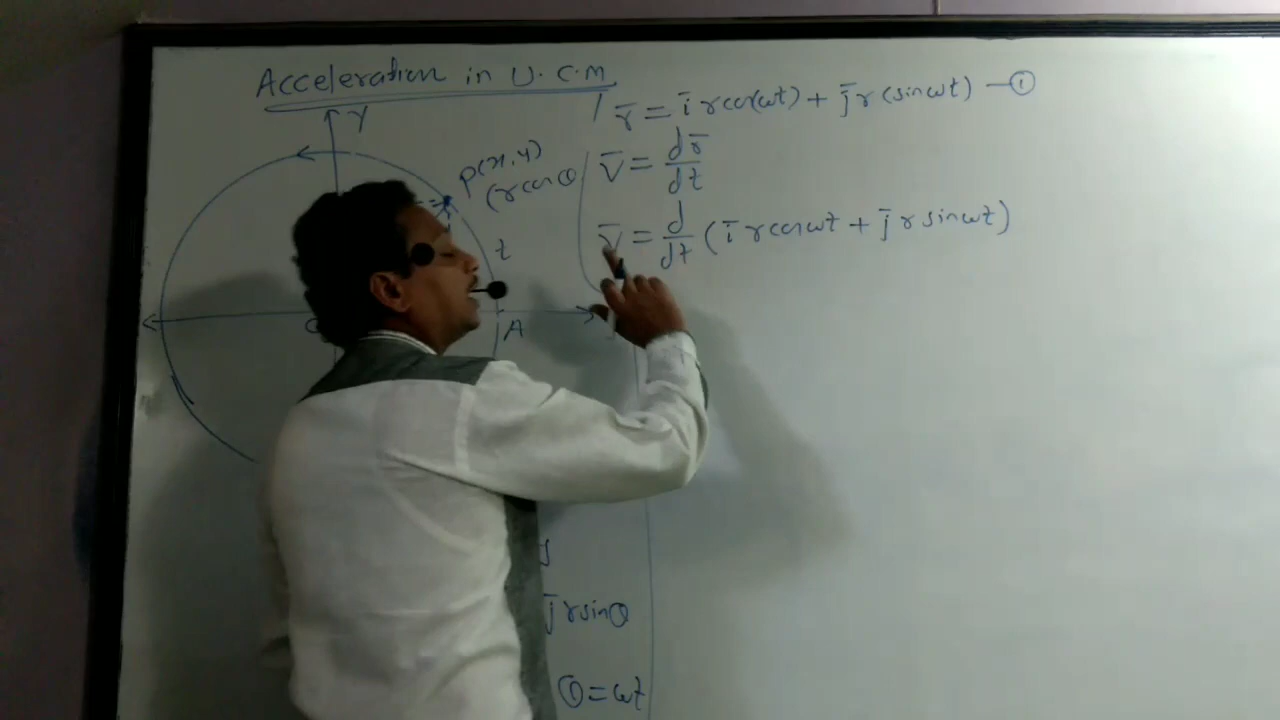 Acceleration in U.C.M
r̄ = ī r cos(ωt) + j̄ r (sin ωt) — ①
Y
P(x, y)
(r cos θ
v̄ = dr̄/dt
v̄ = d/dt (ī r cos ωt + j̄ r sin ωt)
t
A
j̄ r sin θ
θ = ωt